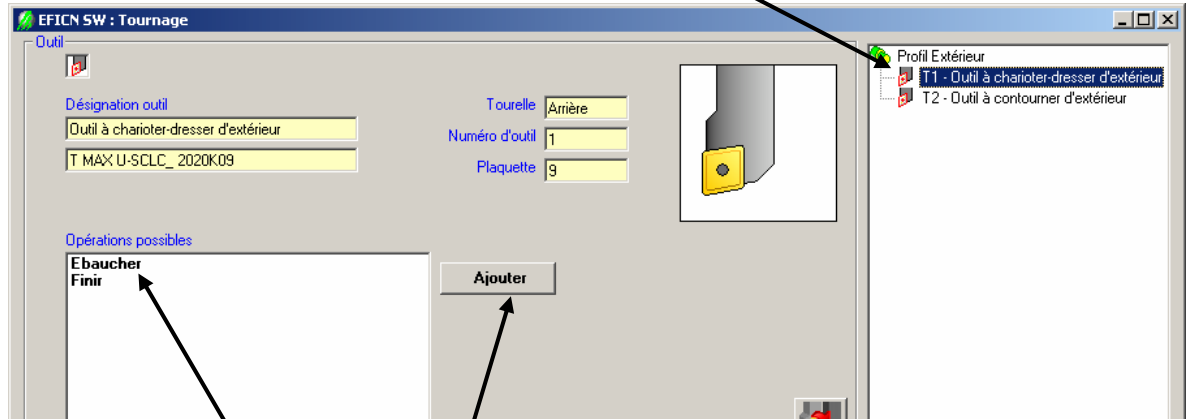 EFICN SW : Tournage
Outil
Désignation outil
Outil à charioter-dresser d'extérieur
T MAX U-SCLC_ 2020K09
Tourelle Arrière
Numéro d'outil 1
Plaquette 9
Opérations possibles
Ebaucher
Finir
Ajouter
Profil Extérieur
T1 - Outil à charioter-dresser d'extérieur
T2 - Outil à contourner d'extérieur